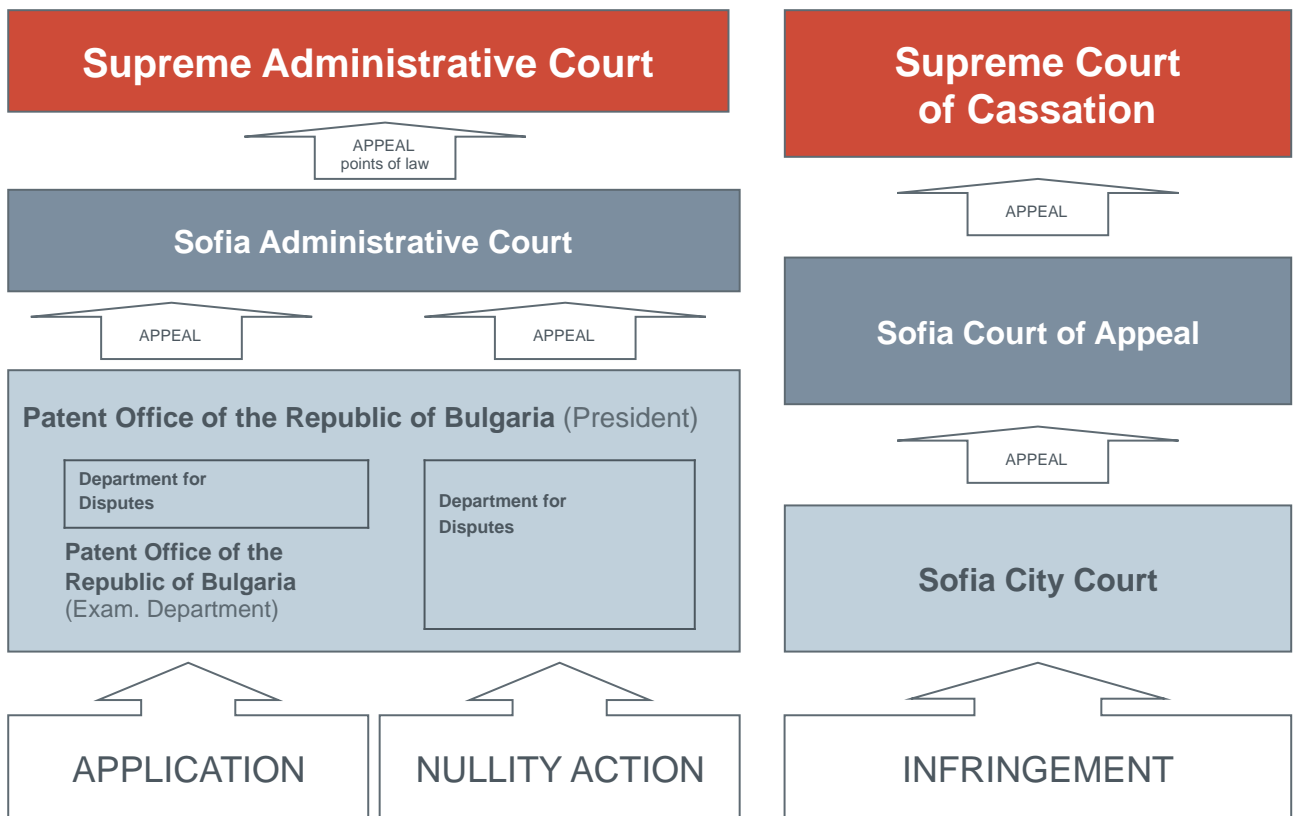 Supreme Administrative Court
APPEAL
points of law
Sofia Administrative Court
APPEAL
APPEAL
Patent Office of the Republic of Bulgaria (President)
Department for
Disputes
Patent Office of the
Republic of Bulgaria
(Exam. Department)
Department for
Disputes
APPLICATION
NULLITY ACTION
Supreme Court
of Cassation
APPEAL
Sofia Court of Appeal
APPEAL
Sofia City Court
INFRINGEMENT